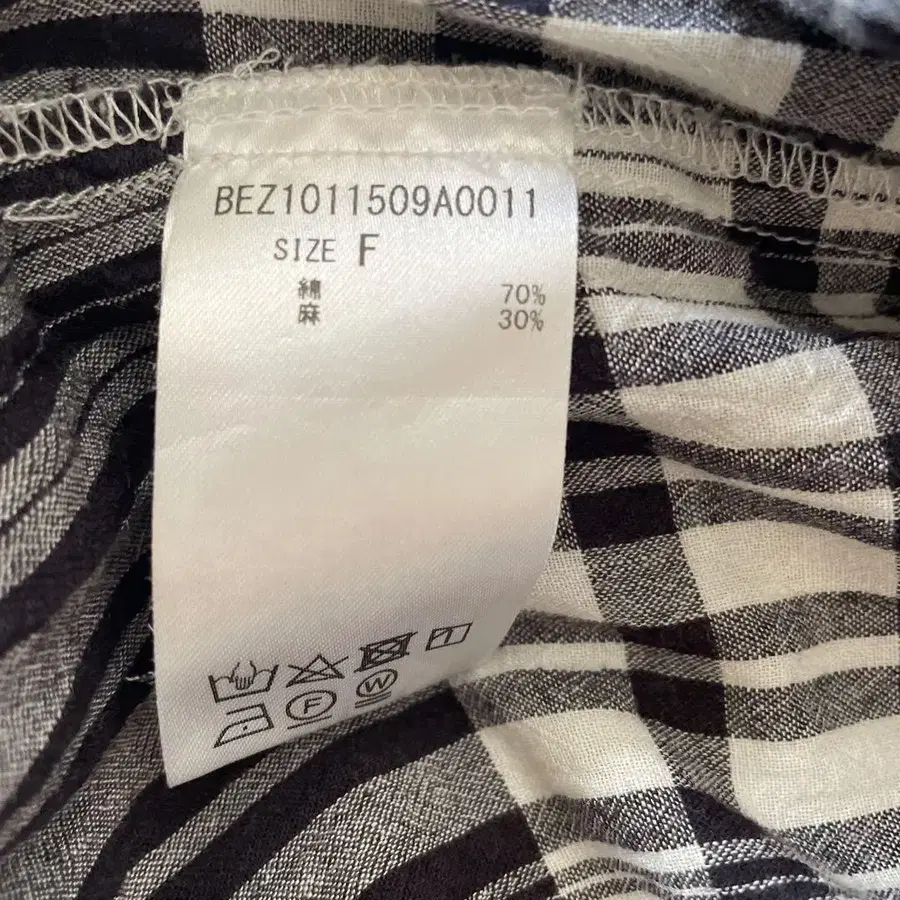 BEZ1011509A0011
SIZE F
綿 70%
麻 30%
F W